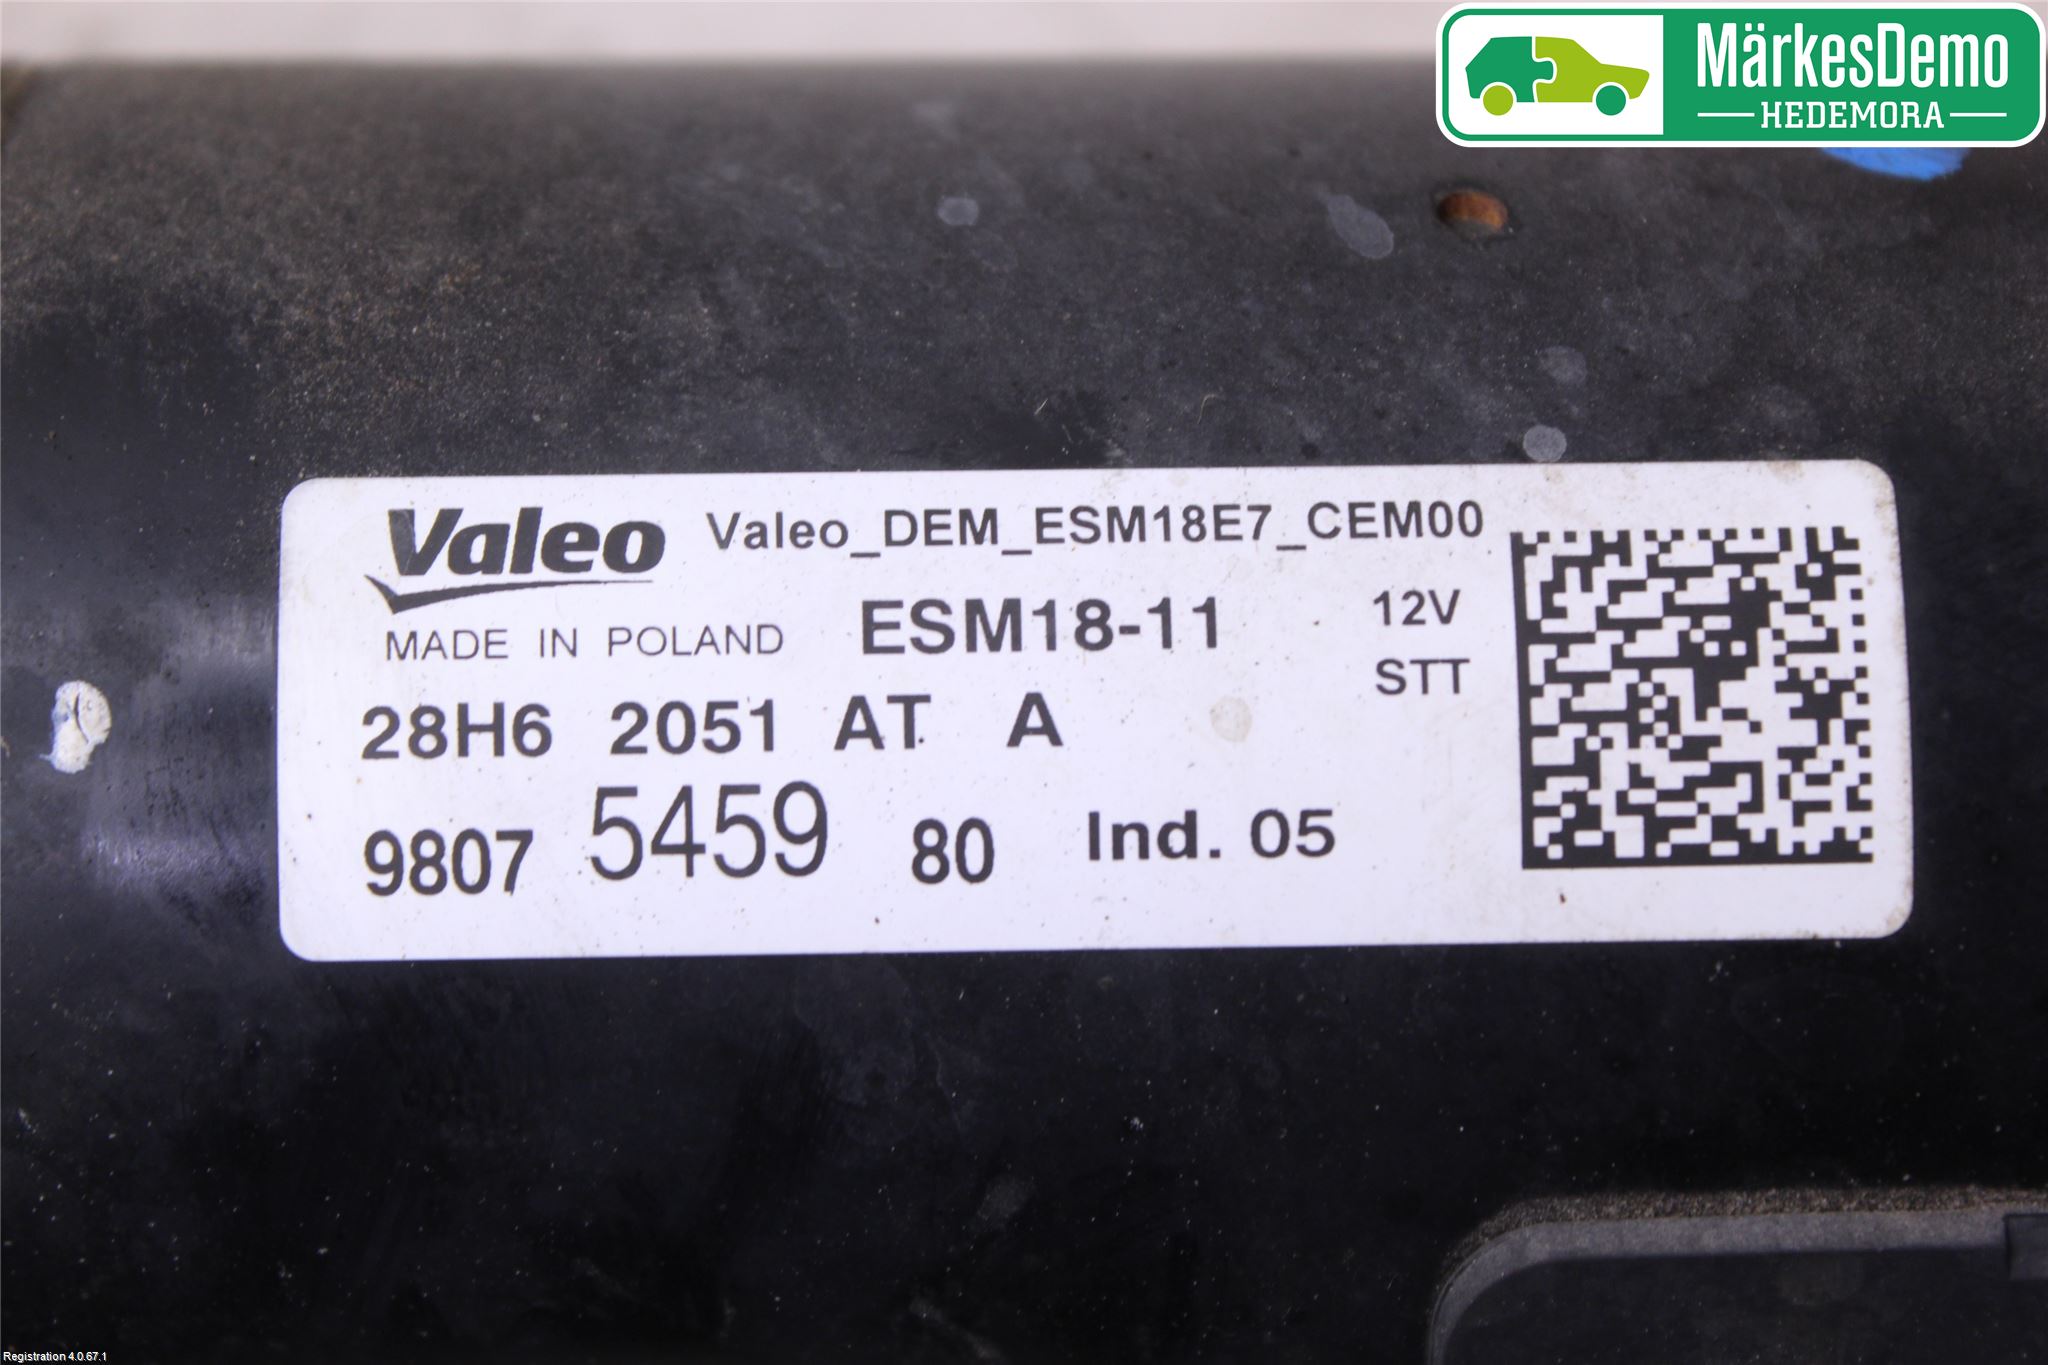 MärkesDemo
HEDEMORA
Valeo Valeo_DEM_ESM18E7_CEM00
MADE IN POLAND ESM18-11 12V
STT
28H6 2051 AT A
9807 5459 80 Ind. 05
Registration 4.0.67.1